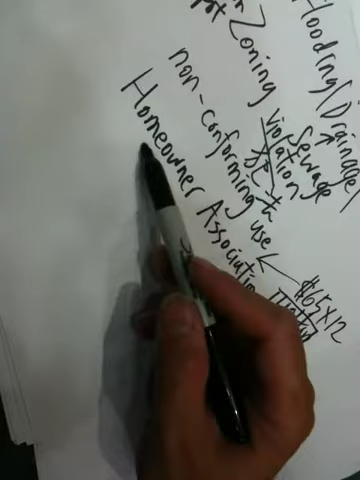 flooding/Drainage/
Sewage
Zoning violation
non-conforming use
Homeowner Association
$65x12